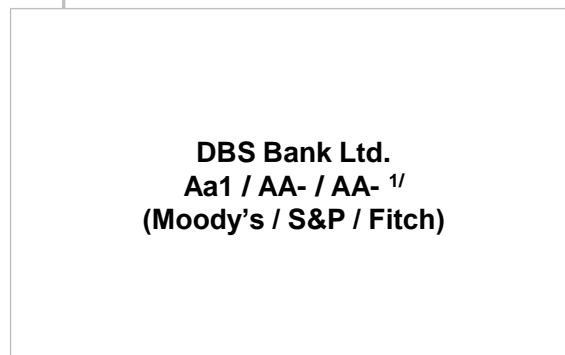 DBS Bank Ltd.
Aa1 / AA- / AA- 1/
(Moody’s / S&P / Fitch)